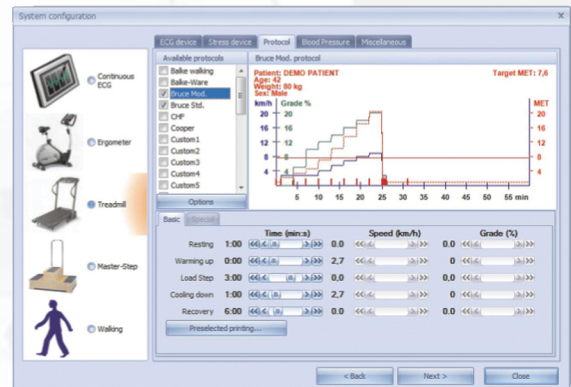 System configuration
Continuous
ECG
Ergometer
Treadmill
Master-Step
Walking
ECG device Stress device Protocol Blood Pressure Miscellaneous
Available protocols
Balke walking
Balke-Ware
Bruce Mod.
Bruce Std.
CHF
Cooper
Custom1
Custom2
Custom3
Custom4
Custom5
Options
Bruce Mod. protocol
Patient: DEMO PATIENT Target MET: 7,6
Age: 42
Weight: 80 kg
Sex: Male
km/h Grade % MET
20 20 20
16 16 16
12 12 12
8 8 8
4 4 4
5 10 15 20 25 30 35 40 45 50 55 min
Basic Special
Time (min:s) Speed (km/h) Grade (%)
Resting 1:00 0.0 0.0
Warming up 0:00 2,7 0
Load Step 3:00 0,0 0,0
Cooling down 1:00 2,7 0
Recovery 6:00 0.0 0.0
Preselected printing...
< Back Next > Close